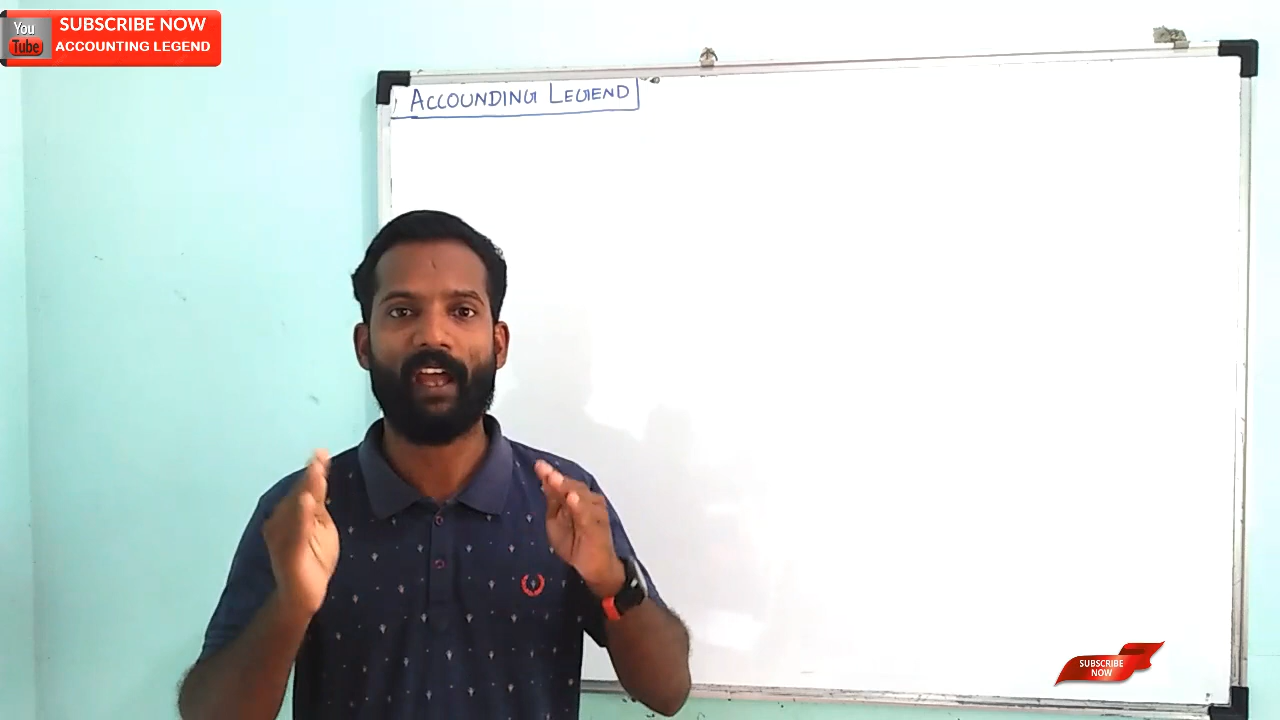 You
Tube
SUBSCRIBE NOW
ACCOUNTING LEGEND
ACCOUNDING LEGEND
SUBSCRIBE
NOW